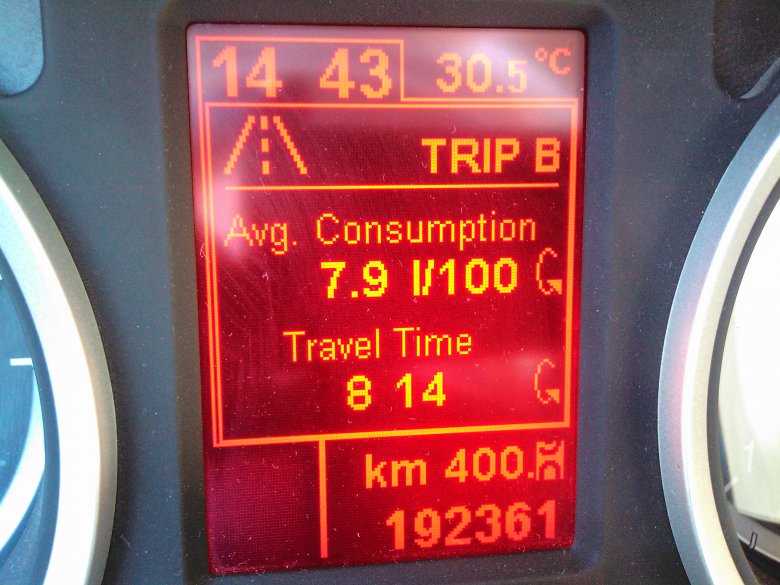 14 43 30.5 °C
TRIP B
Avg. Consumption
7.9 l/100
Travel Time
8 14
km 400.
192361